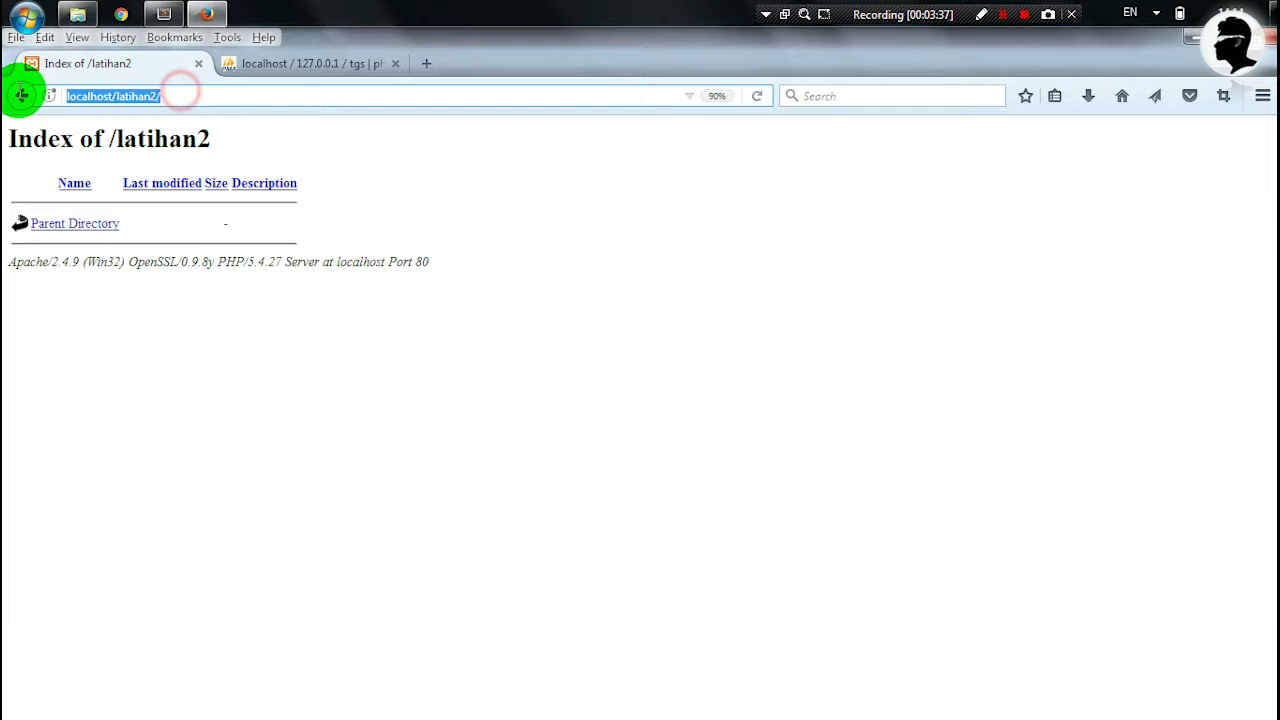 Recording [00:03:37]
EN
File Edit View History Bookmarks Tools Help
Index of /latihan2
localhost / 127.0.0.1 / tgs | pl
localhost/latihan2/
90%
Search
Index of /latihan2
Name Last modified Size Description
Parent Directory -
Apache/2.4.9 (Win32) OpenSSL/0.9.8y PHP/5.4.27 Server at localhost Port 80